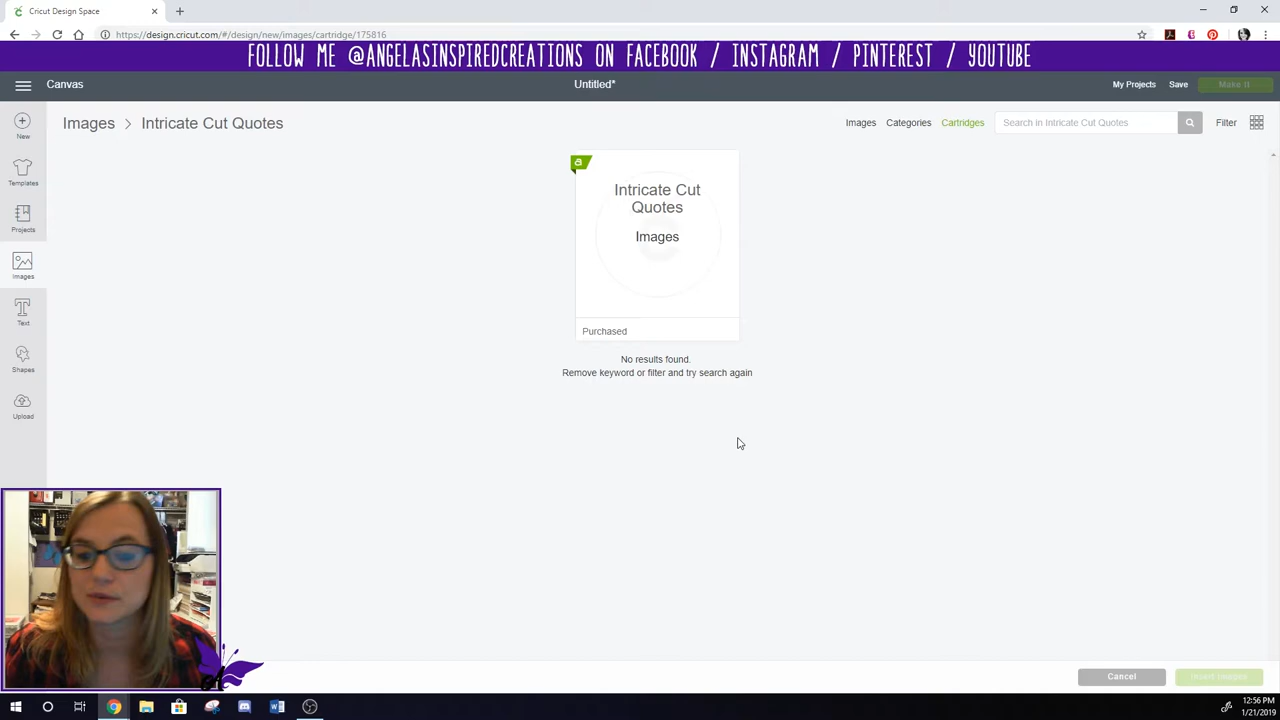 Cricut Design Space
https://design.cricut.com/#/design/new/images/cartridge/175816
FOLLOW ME @ANGELASINSPIREDCREATIONS ON FACEBOOK / INSTAGRAM / PINTEREST / YOUTUBE
Canvas
Untitled*
My Projects
Save
Make It
New
Templates
Projects
Images
Text
Shapes
Upload
Images > Intricate Cut Quotes
Images
Categories
Cartridges
Search in Intricate Cut Quotes
Filter
a
Intricate Cut
Quotes
Images
Purchased
No results found.
Remove keyword or filter and try search again
Cancel
Insert Images
12:56 PM
1/21/2019